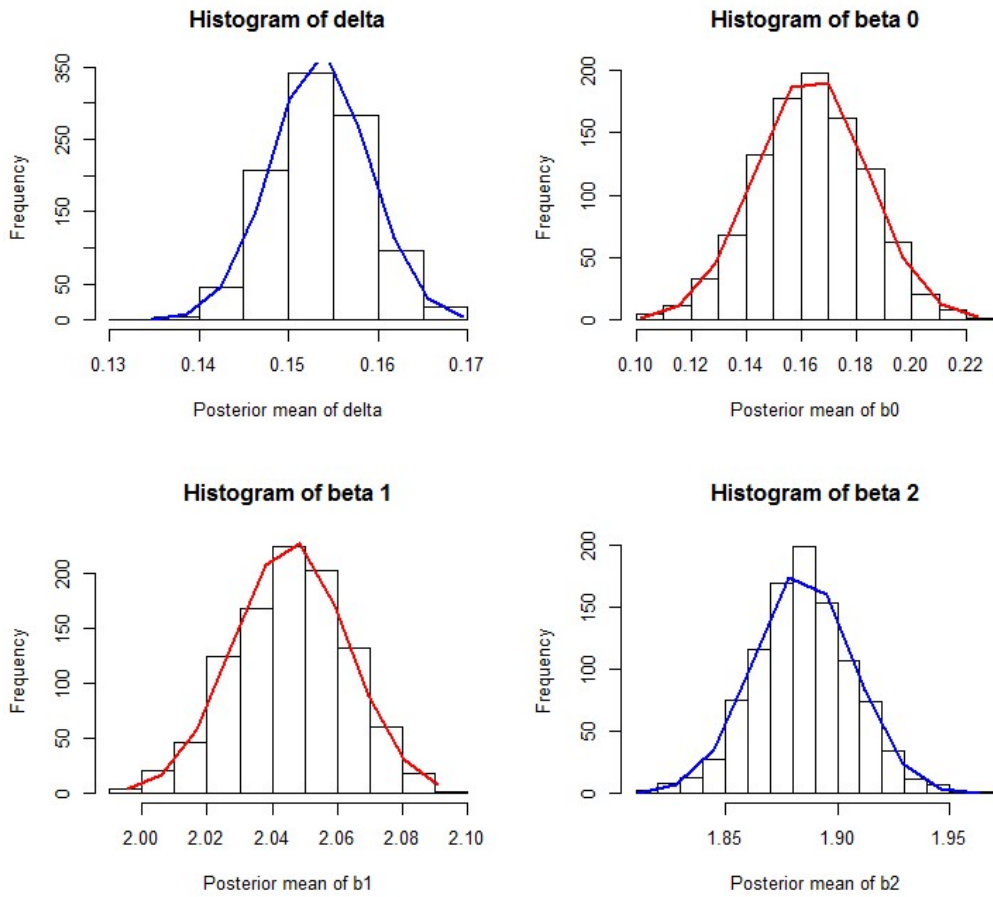 Histogram of delta
Frequency
350
250
150
50
0
0.13 0.14 0.15 0.16 0.17
Posterior mean of delta
Histogram of beta 0
Frequency
200
150
100
50
0
0.10 0.12 0.14 0.16 0.18 0.20 0.22
Posterior mean of b0
Histogram of beta 1
Frequency
200
150
100
50
0
2.00 2.02 2.04 2.06 2.08 2.10
Posterior mean of b1
Histogram of beta 2
Frequency
200
150
100
50
0
1.85 1.90 1.95
Posterior mean of b2